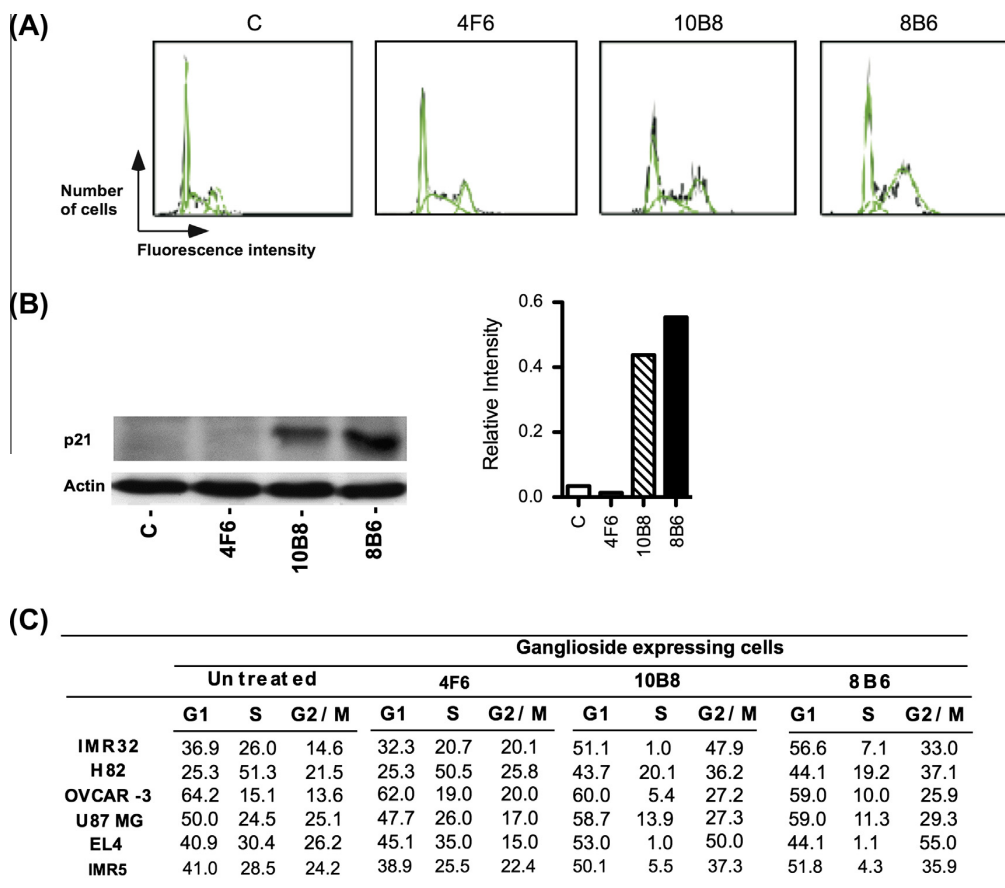 (A)
C 4F6 10B8 8B6
Number
of cells
Fluorescence intensity
(B)
p21
Actin
C - 4F6 - 10B8 - 8B6 -
Relative Intensity
0.6
0.4
0.2
0.0
C 4F6 10B8 8B6
(C)
Ganglioside expressing cells
Untreated 4F6 10B8 8B6
G1 S G2/M G1 S G2/M G1 S G2/M G1 S G2/M
IMR32 36.9 26.0 14.6 32.3 20.7 20.1 51.1 1.0 47.9 56.6 7.1 33.0
H82 25.3 51.3 21.5 25.3 50.5 25.8 43.7 20.1 36.2 44.1 19.2 37.1
OVCAR -3 64.2 15.1 13.6 62.0 19.0 20.0 60.0 5.4 27.2 59.0 10.0 25.9
U87 MG 50.0 24.5 25.1 47.7 26.0 17.0 58.7 13.9 27.3 59.0 11.3 29.3
EL4 40.9 30.4 26.2 45.1 35.0 15.0 53.0 1.0 50.0 44.1 1.1 55.0
IMR5 41.0 28.5 24.2 38.9 25.5 22.4 50.1 5.5 37.3 51.8 4.3 35.9